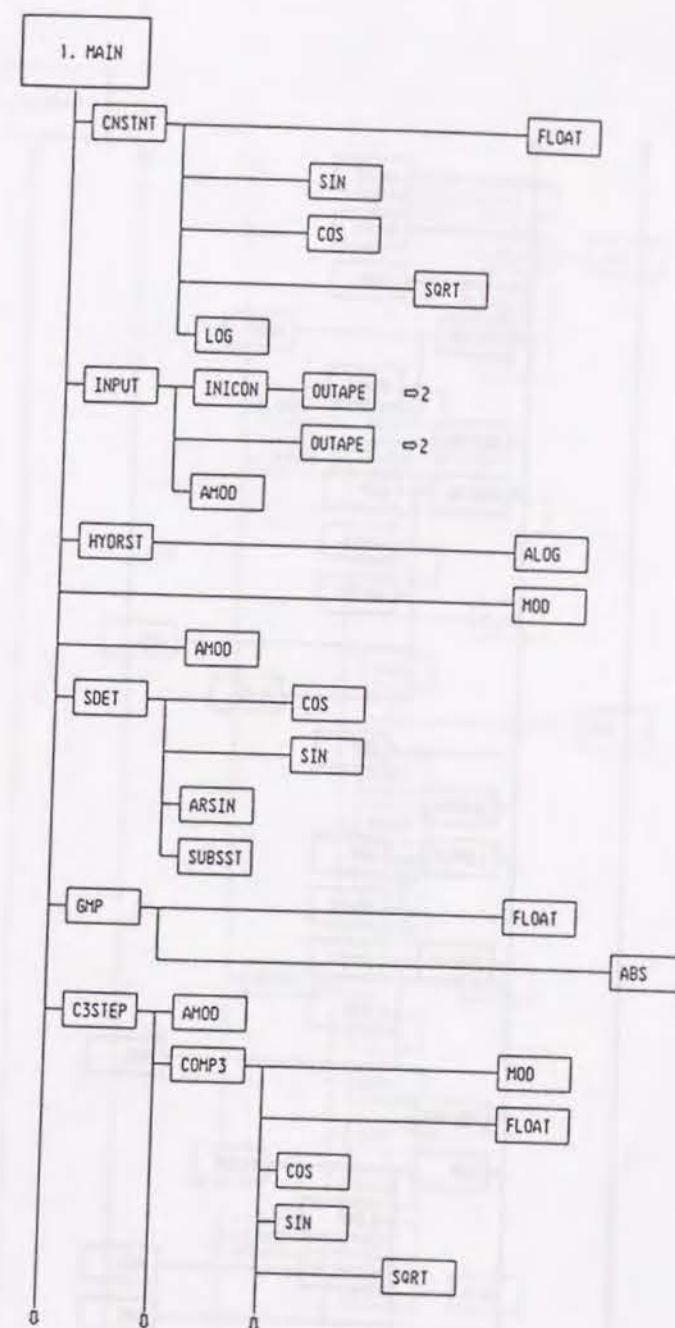 1. MAIN
CNSTNT FLOAT
SIN
COS
SQRT
LOG
INPUT INICON OUTAPE ⇨2
OUTAPE ⇨2
AMOD
HYDRST ALOG
MOD
AMOD
SDET COS
SIN
ARSIN
SUBSST
GMP FLOAT
ABS
C3STEP AMOD
COMP3 MOD
FLOAT
COS
SIN
SQRT